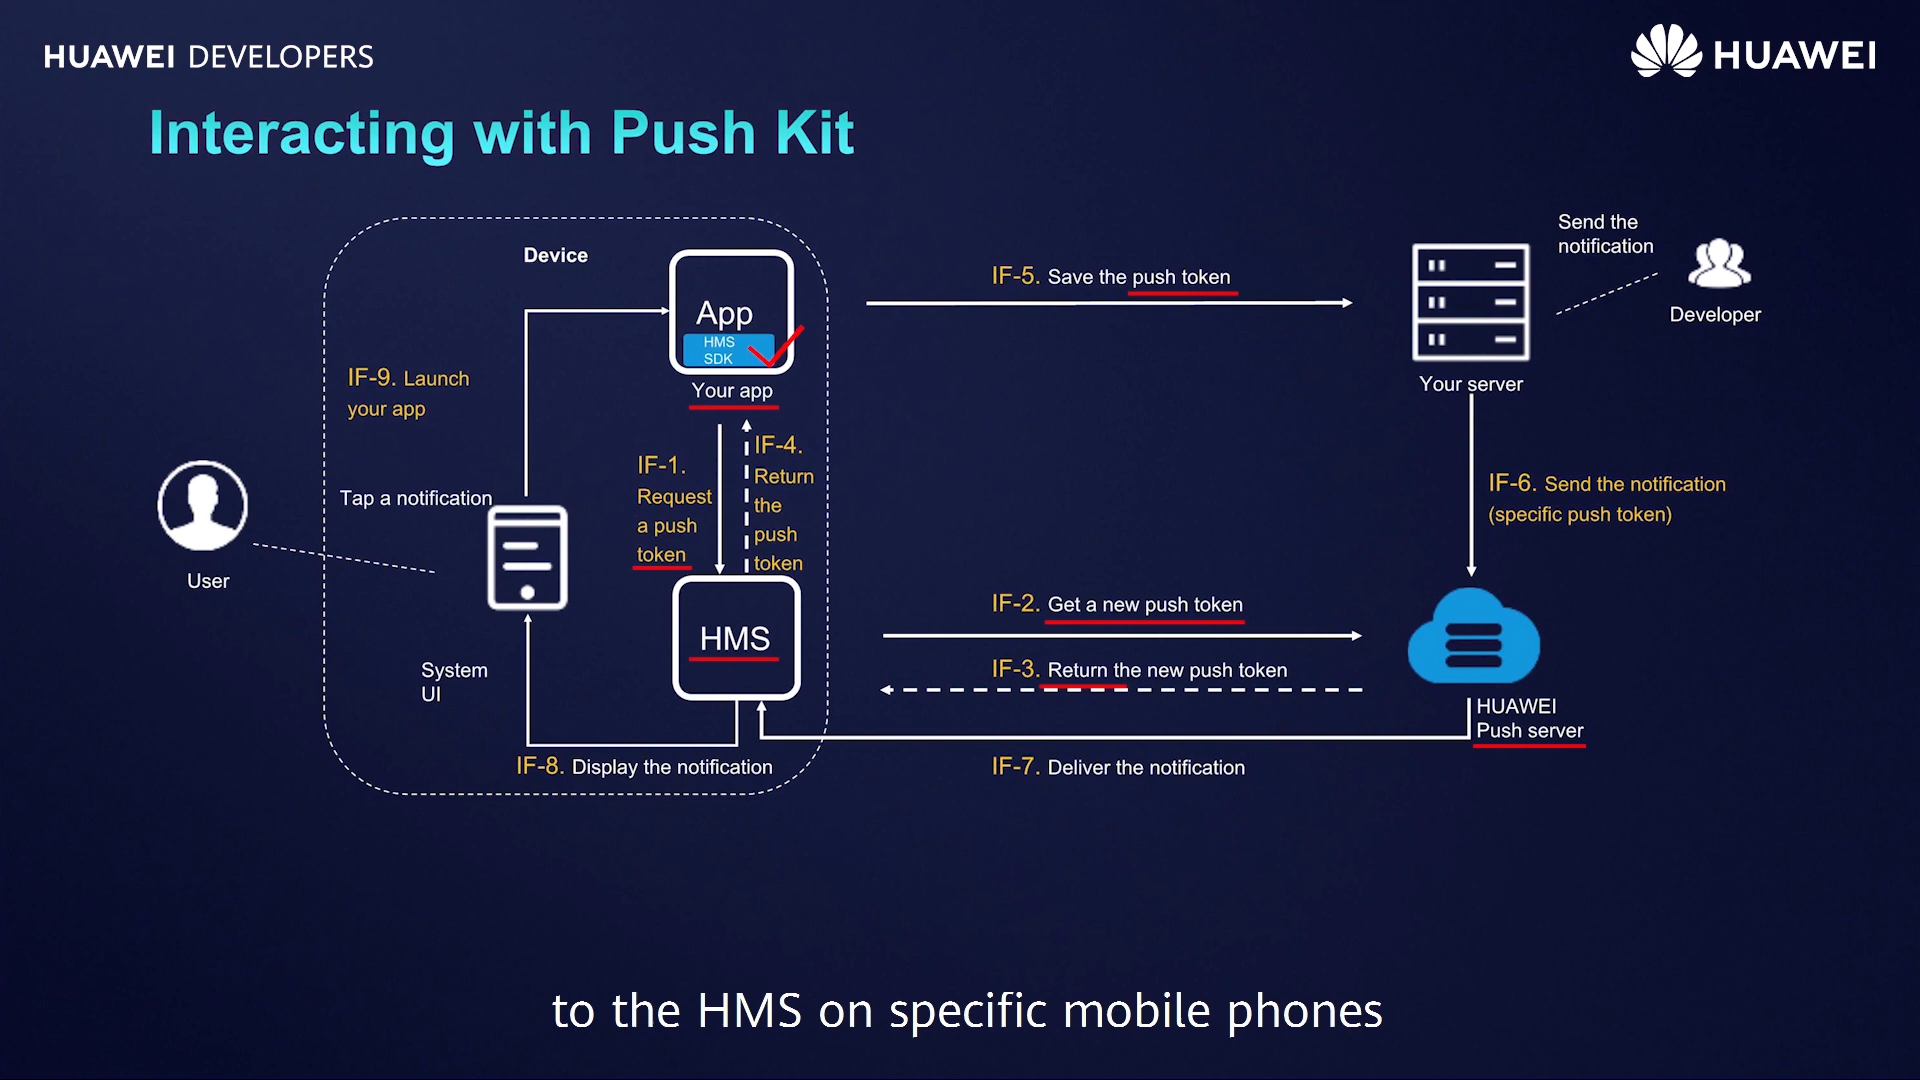 HUAWEI DEVELOPERS
HUAWEI
Interacting with Push Kit
Device
App
HMS
SDK
Your app
IF-9. Launch
your app
IF-1.
Request
a push
token
IF-4.
Return
the
push
token
Tap a notification
User
System
UI
HMS
IF-8. Display the notification
IF-5. Save the push token
IF-2. Get a new push token
IF-3. Return the new push token
IF-7. Deliver the notification
Send the
notification
Developer
Your server
IF-6. Send the notification
(specific push token)
HUAWEI
Push server
to the HMS on specific mobile phones